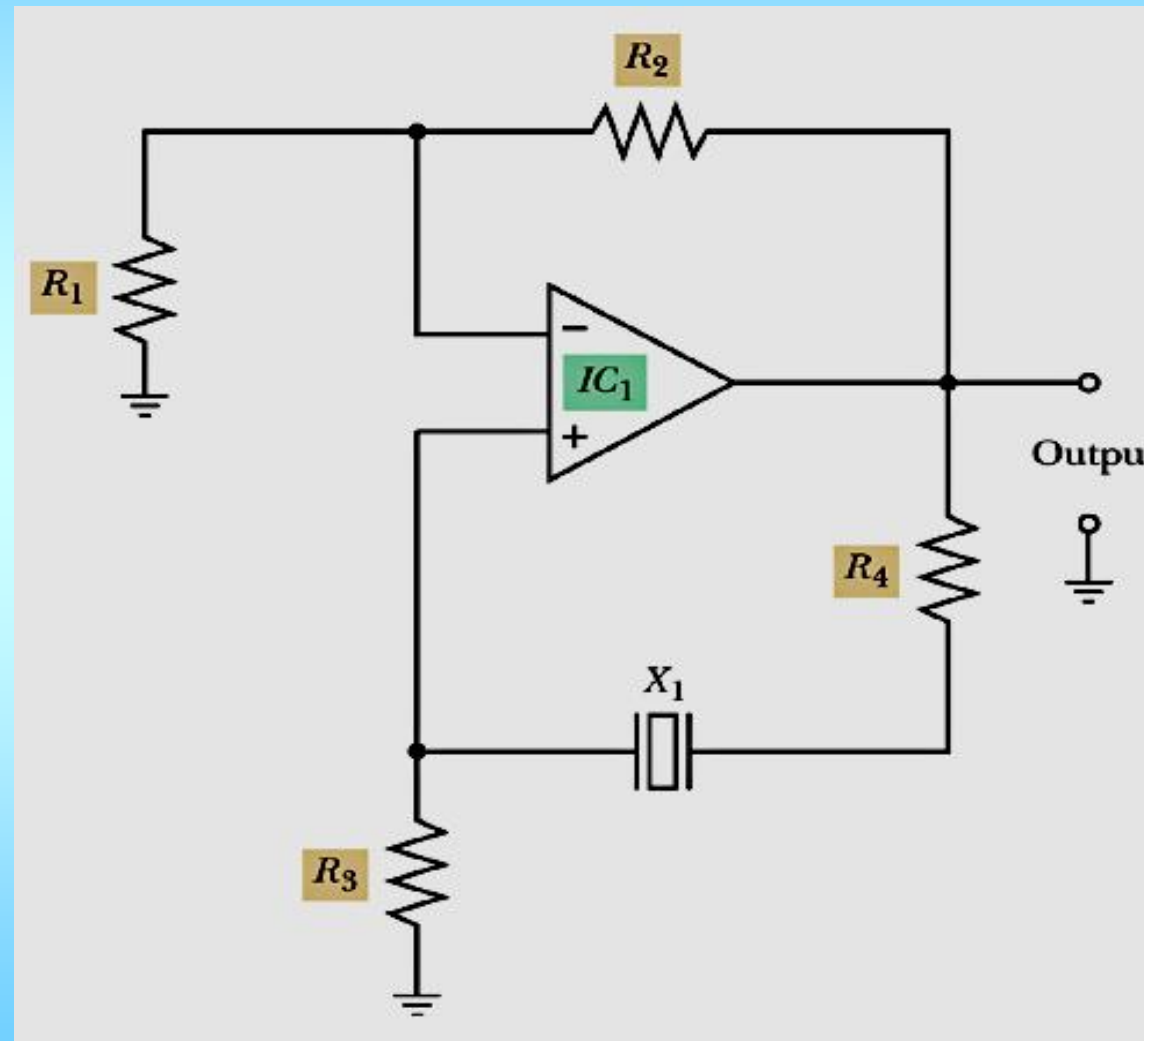 R₂
R₁
−
IC₁
+
Outpu
R₄
X₁
R₃